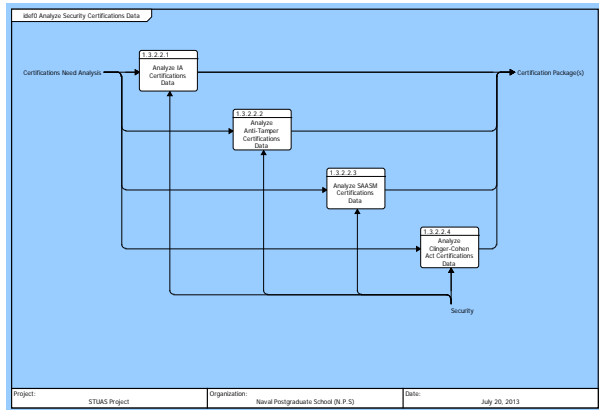 idef0 Analyze Security Certifications Data
1.3.2.2.1
Analyze IA
Certifications
Data
Certifications Need Analysis
Certification Package(s)
1.3.2.2.2
Analyze
Anti-Tamper
Certifications
Data
1.3.2.2.3
Analyze SAASM
Certifications
Data
1.3.2.2.4
Analyze
Clinger-Cohen
Act Certifications
Data
Security
Project:
STUAS Project
Organization:
Naval Postgraduate School (N.P.S)
Date:
July 20, 2013